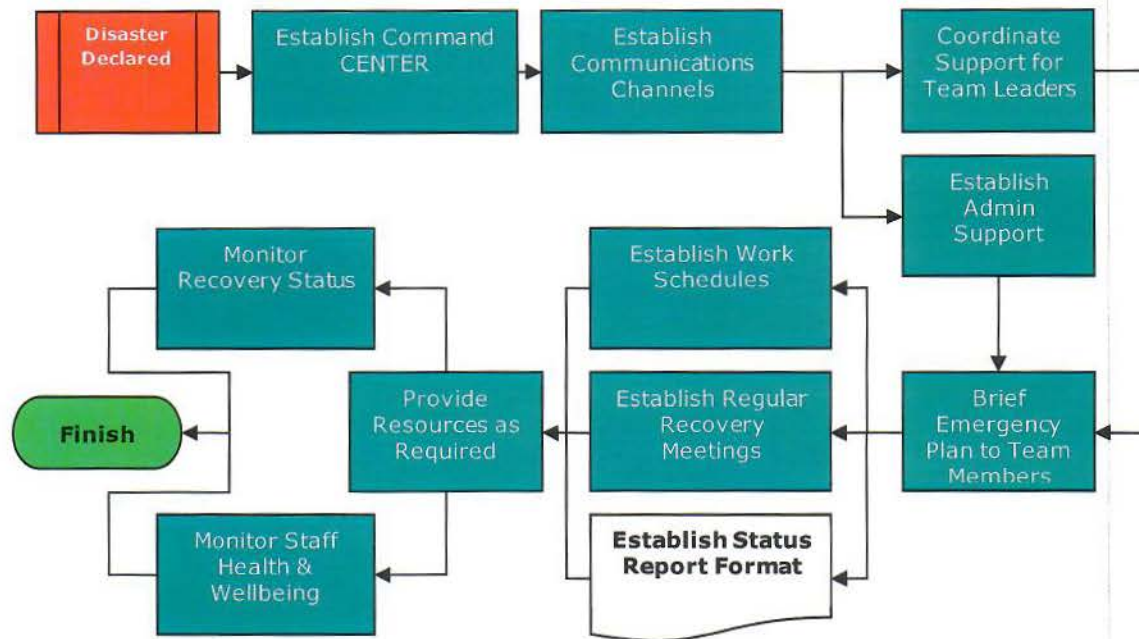 Disaster
Declared
Establish Command
CENTER
Establish
Communications
Channels
Coordinate
Support for
Team Leaders
Establish
Admin
Support
Monitor
Recovery Status
Establish Work
Schedules
Finish
Provide
Resources as
Required
Establish Regular
Recovery
Meetings
Brief
Emergency
Plan to Team
Members
Monitor Staff
Health &
Wellbeing
Establish Status
Report Format